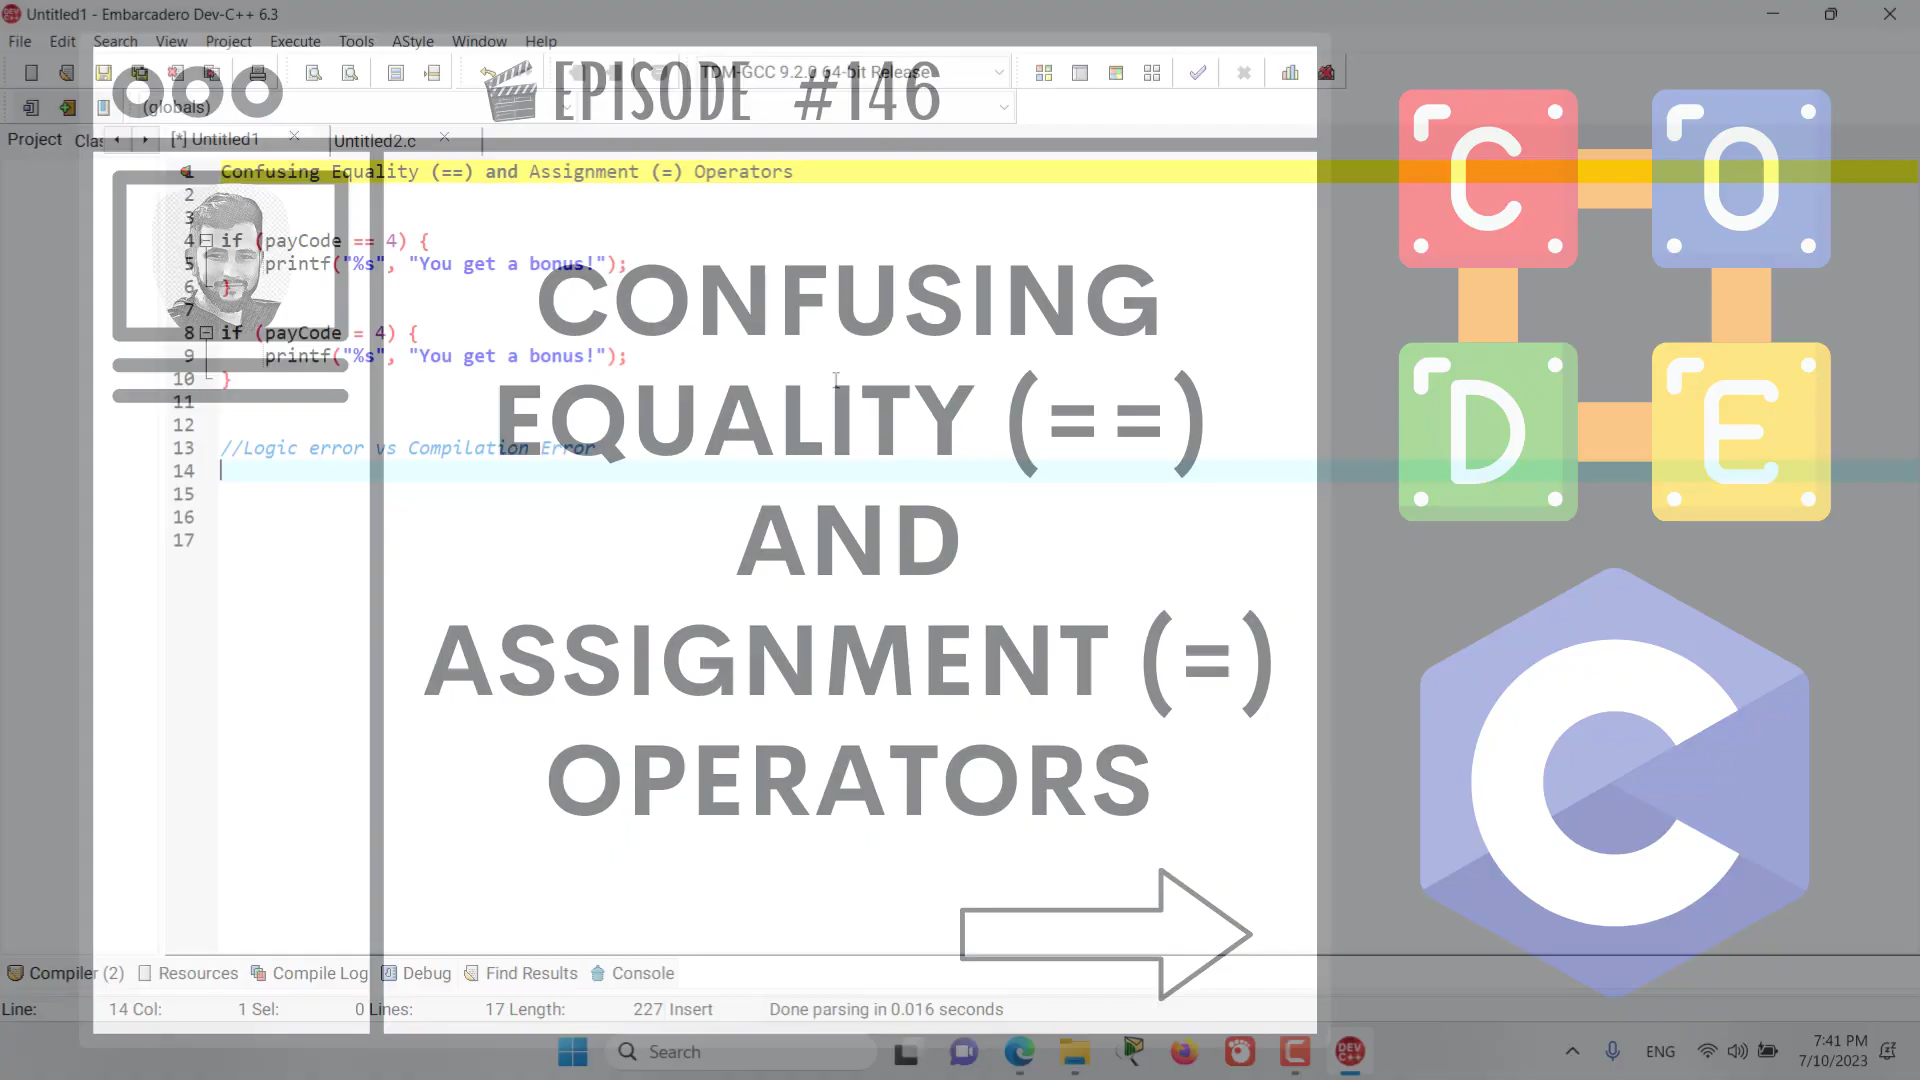 Untitled1 - Embarcadero Dev-C++ 6.3
File Edit Search View Project Execute Tools AStyle Window Help
EPISODE #146
TDM-GCC 9.2.0 64-bit Release
(globals)
Project Clas [*] Untitled1 Untitled2.c
1 Confusing Equality (==) and Assignment (=) Operators
2
3
4 if (payCode == 4) {
5 printf("%s", "You get a bonus!");
6 }
7
8 if (payCode = 4) {
9 printf("%s", "You get a bonus!");
10 }
11
12
13 //Logic error vs Compilation Error
14
15
16
17
CONFUSING
EQUALITY (==)
AND
ASSIGNMENT (=)
OPERATORS
C O
D E
C
Compiler (2) Resources Compile Log Debug Find Results Console
Line: 14 Col: 1 Sel: 0 Lines: 17 Length: 227 Insert Done parsing in 0.016 seconds
Search
DEV C++
ENG
7:41 PM
7/10/2023